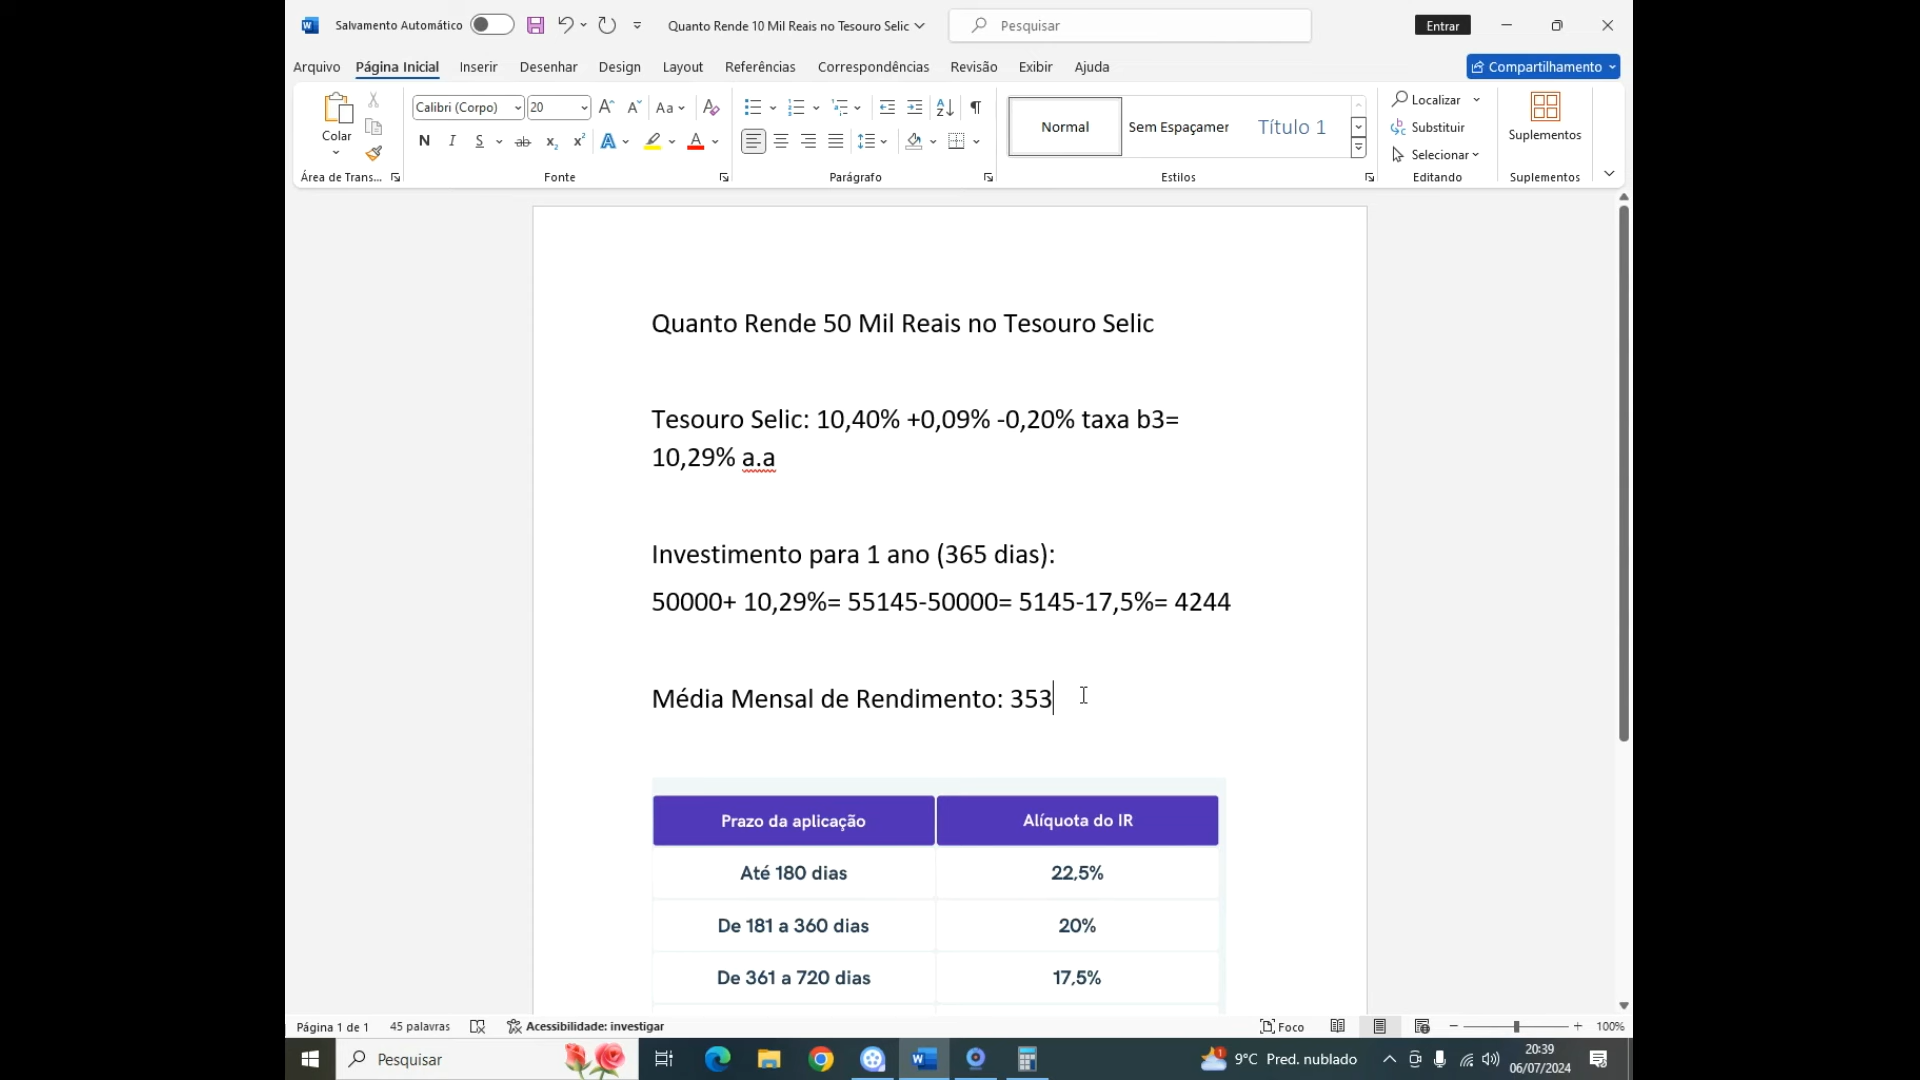 Salvamento Automático
Quanto Rende 10 Mil Reais no Tesouro Selic
Pesquisar
Entrar
Arquivo Página Inicial Inserir Desenhar Design Layout Referências Correspondências Revisão Exibir Ajuda
Compartilhamento
Colar
Calibri (Corpo) 20
Normal
Sem Espaçamer
Título 1
Localizar
Substituir
Selecionar
Suplementos
Área de Trans...
Fonte
Parágrafo
Estilos
Editando
Suplementos
Quanto Rende 50 Mil Reais no Tesouro Selic
Tesouro Selic: 10,40% +0,09% -0,20% taxa b3=
10,29% a.a
Investimento para 1 ano (365 dias):
50000+ 10,29%= 55145-50000= 5145-17,5%= 4244
Média Mensal de Rendimento: 353
Prazo da aplicação Alíquota do IR
Até 180 dias 22,5%
De 181 a 360 dias 20%
De 361 a 720 dias 17,5%
Página 1 de 1 45 palavras Acessibilidade: investigar Foco 100%
Pesquisar
9°C Pred. nublado
20:39
06/07/2024